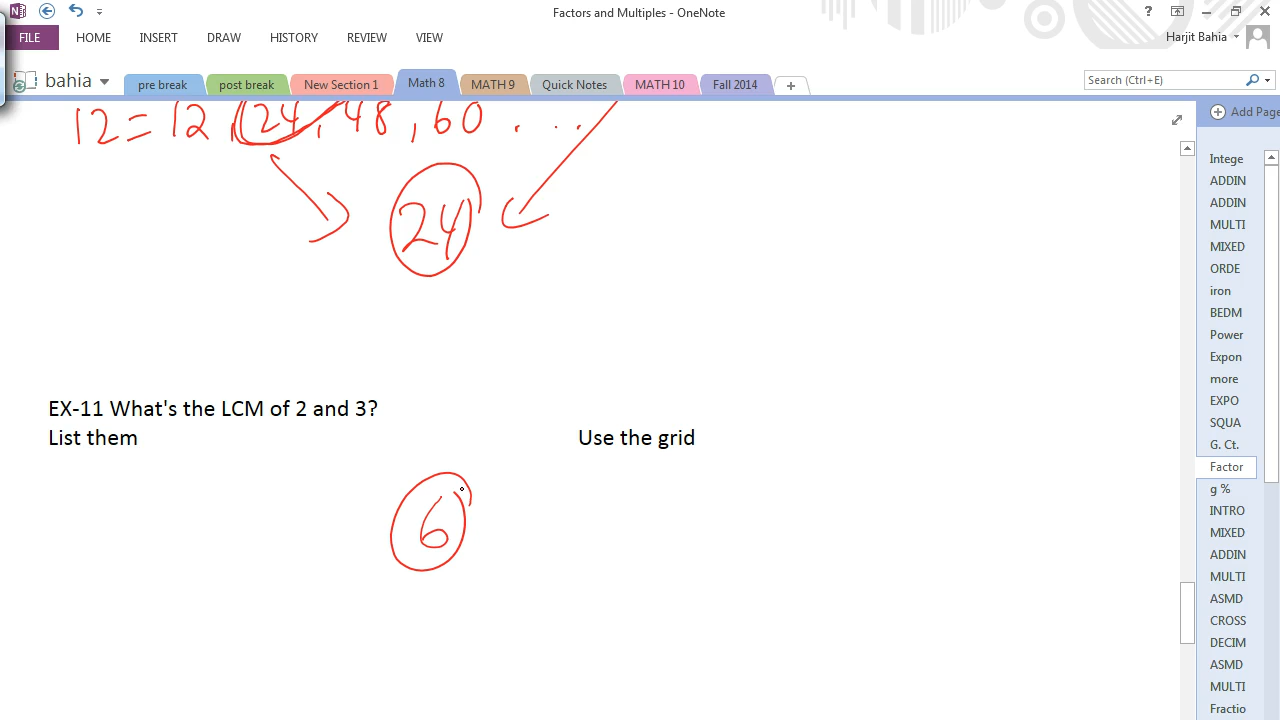 Factors and Multiples - OneNote
FILE HOME INSERT DRAW HISTORY REVIEW VIEW
Harjit Bahia
bahia
pre break post break New Section 1 Math 8 MATH 9 Quick Notes MATH 10 Fall 2014
Search (Ctrl+E)
Add Page
12 = 12, 24, 48, 60 . . . .
24
EX-11 What's the LCM of 2 and 3?
List them Use the grid
6
Intege
ADDIN
ADDIN
MULTI
MIXED
ORDE
iron
BEDM
Power
Expon
more
EXPO
SQUA
G. Ct.
Factor
g %
INTRO
MIXED
ADDIN
MULTI
ASMD
CROSS
DECIM
ASMD
MULTI
Fractio